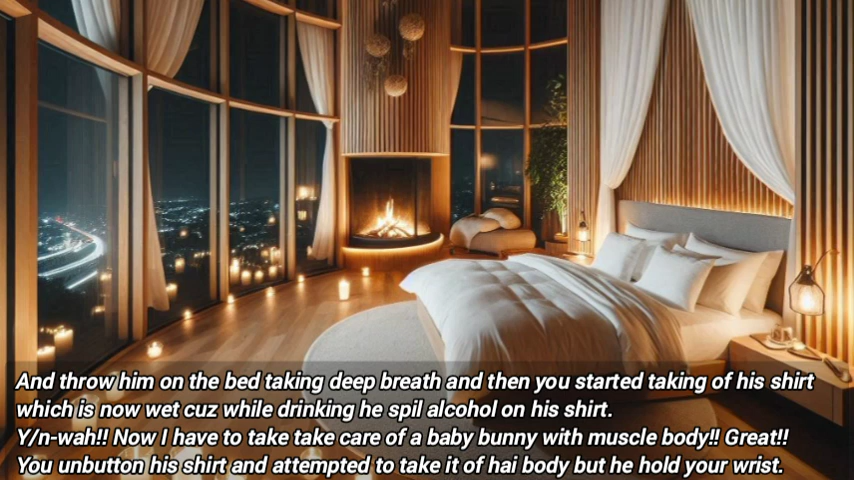 And throw him on the bed taking deep breath and then you started taking of his shirt
which is now wet cuz while drinking he spil alcohol on his shirt.
Y/n-wah!! Now I have to take take care of a baby bunny with muscle body!! Great!!
You unbutton his shirt and attempted to take it of hai body but he hold your wrist.